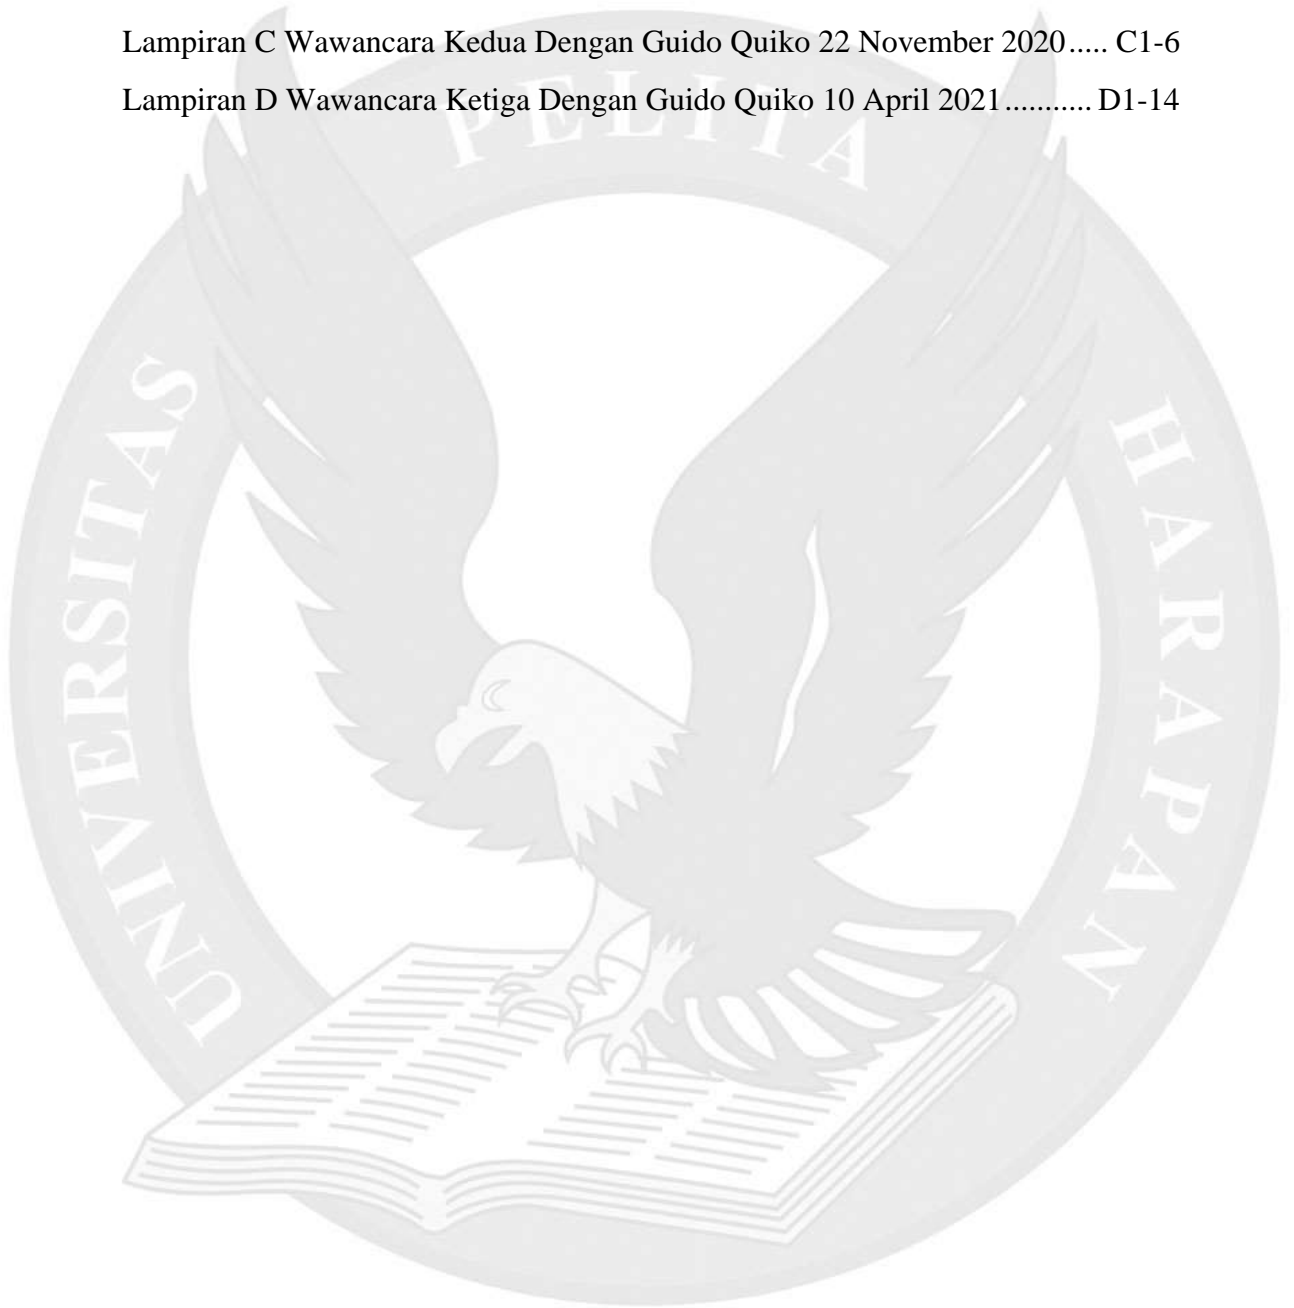 Lampiran C Wawancara Kedua Dengan Guido Quiko 22 November 2020..... C1-6
Lampiran D Wawancara Ketiga Dengan Guido Quiko 10 April 2021........... D1-14
UNIVERSITAS PELITA HARAPAN